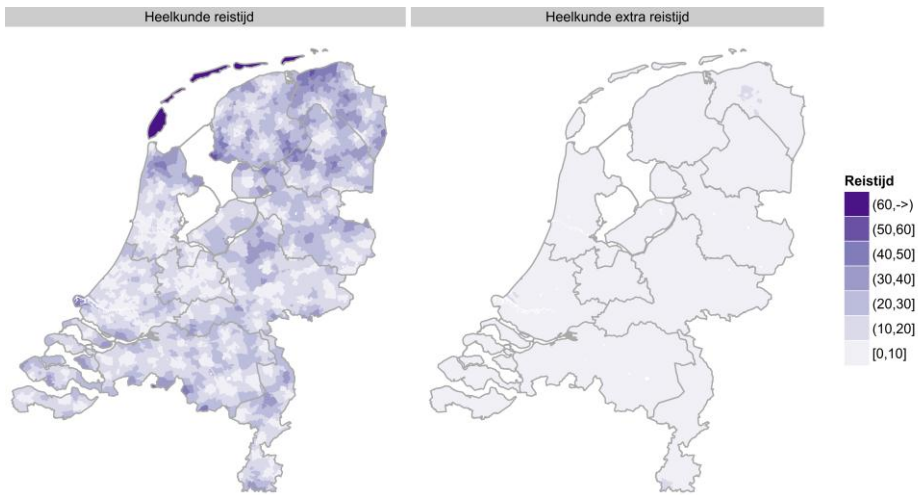 Heelkunde reistijd
Heelkunde extra reistijd
Reistijd
(60,->)
(50,60]
(40,50]
(30,40]
(20,30]
(10,20]
[0,10]